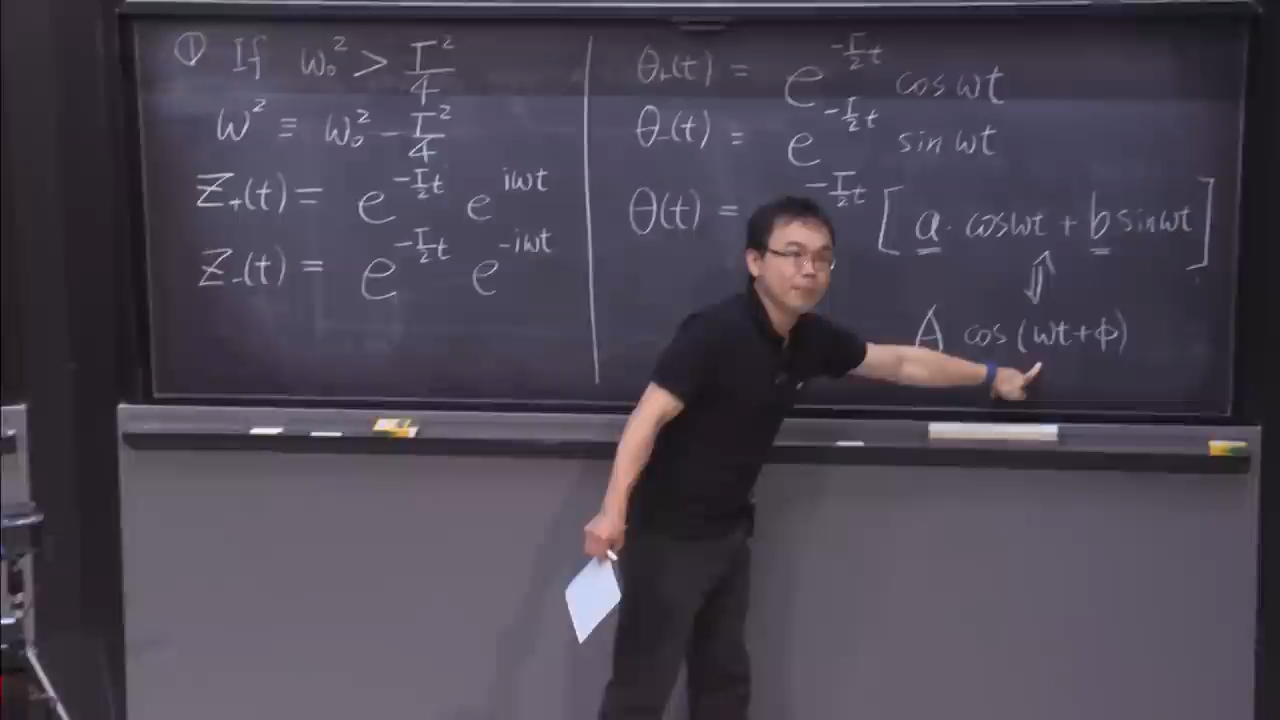 ① If ω₀² > Γ²/4
ω² ≡ ω₀² - Γ²/4
Z₊(t) = e^(-Γ/2 t) e^(iωt)
Z₋(t) = e^(-Γ/2 t) e^(-iωt)
θ₊(t) = e^(-Γ/2 t) cos ωt
θ₋(t) = e^(-Γ/2 t) sin ωt
θ(t) = -Γ/2 t [a · cos ωt + b sin ωt]
⇕
A cos (ωt+φ)